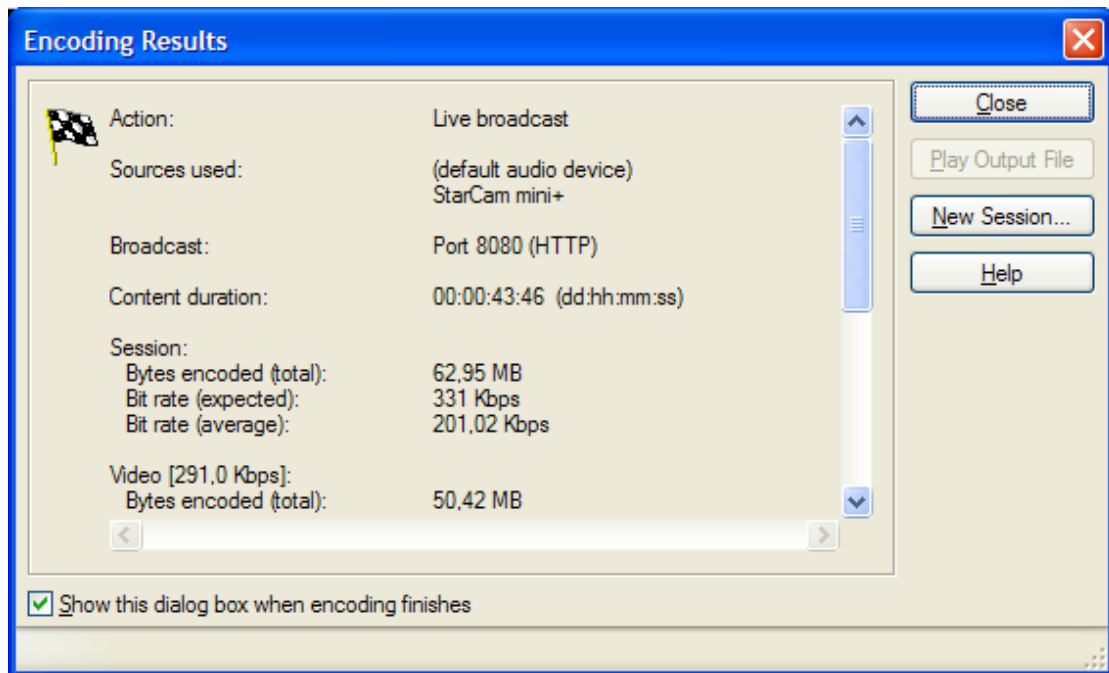 Encoding Results
Action: Live broadcast
Sources used: (default audio device)
StarCam mini+
Broadcast: Port 8080 (HTTP)
Content duration: 00:00:43:46 (dd:hh:mm:ss)
Session:
Bytes encoded (total): 62,95 MB
Bit rate (expected): 331 Kbps
Bit rate (average): 201,02 Kbps
Video [291,0 Kbps]:
Bytes encoded (total): 50,42 MB
Close
Play Output File
New Session...
Help
Show this dialog box when encoding finishes